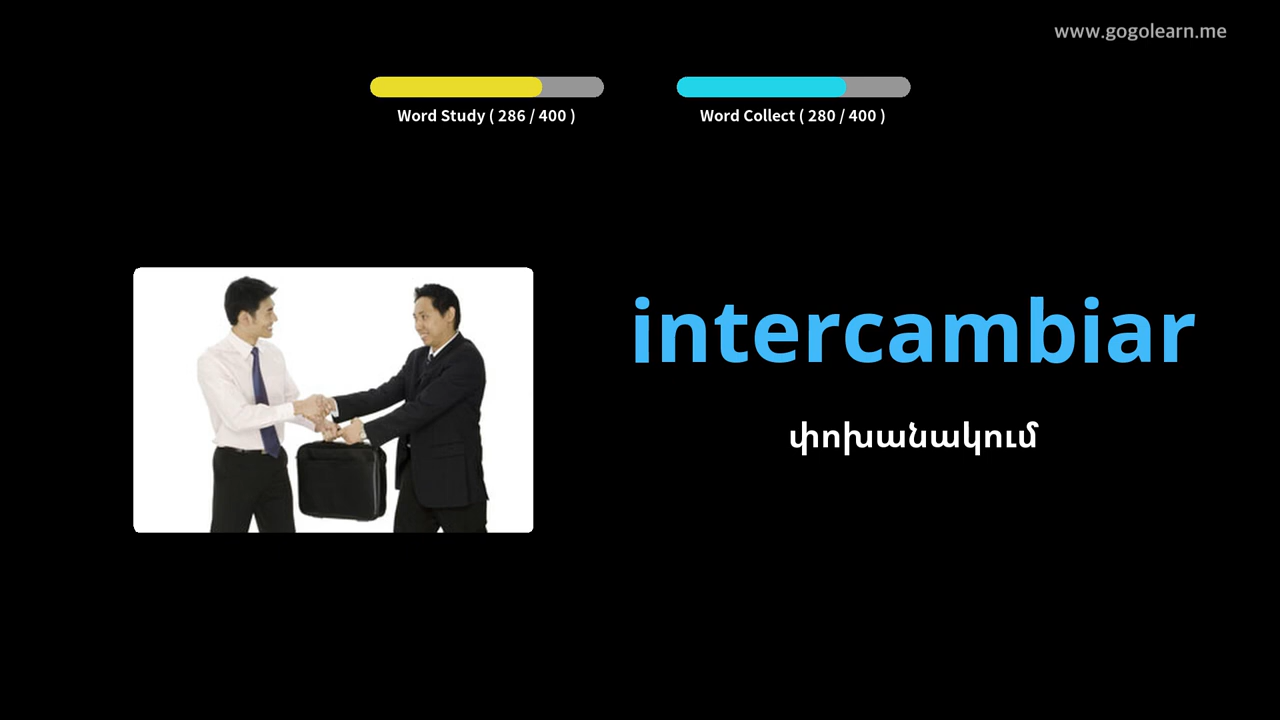 www.gogolearn.me
Word Study ( 286 / 400 )
Word Collect ( 280 / 400 )
intercambiar
փոխանակում